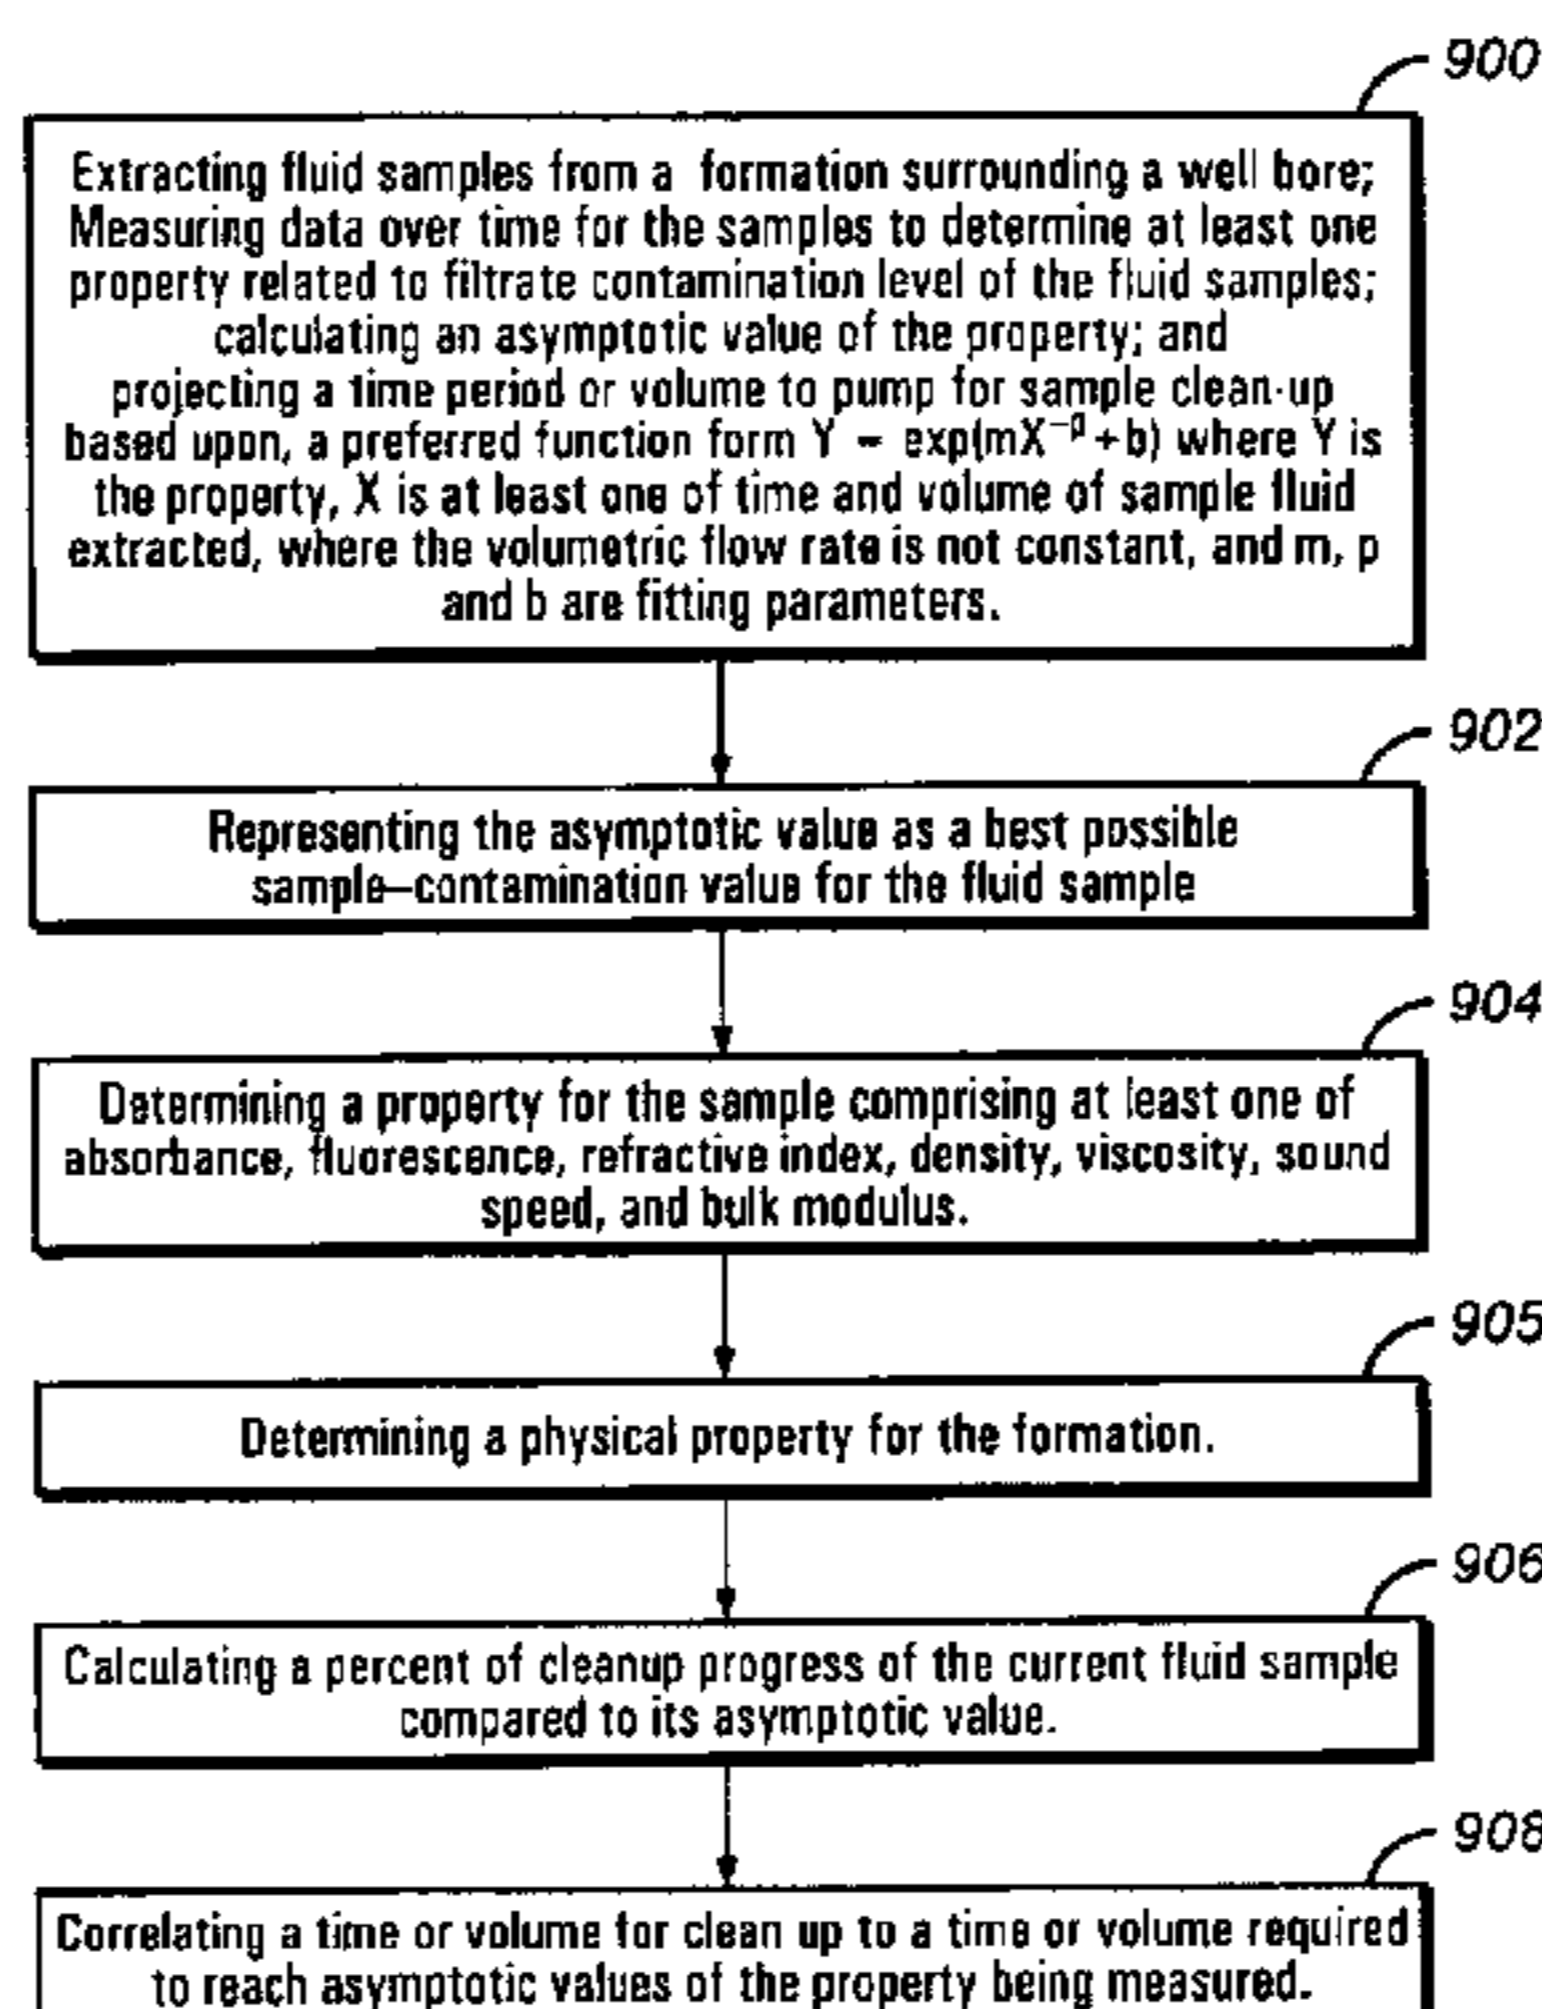 900
Extracting fluid samples from a formation surrounding a well bore;
Measuring data over time for the samples to determine at least one
property related to filtrate contamination level of the fluid samples;
calculating an asymptotic value of the property; and
projecting a time period or volume to pump for sample clean-up
based upon, a preferred function form Y = exp(mX⁻ᵖ+b) where Y is
the property, X is at least one of time and volume of sample fluid
extracted, where the volumetric flow rate is not constant, and m, p
and b are fitting parameters.
902
Representing the asymptotic value as a best possible
sample–contamination value for the fluid sample
904
Determining a property for the sample comprising at least one of
absorbance, fluorescence, refractive index, density, viscosity, sound
speed, and bulk modulus.
905
Determining a physical property for the formation.
906
Calculating a percent of cleanup progress of the current fluid sample
compared to its asymptotic value.
908
Correlating a time or volume for clean up to a time or volume required
to reach asymptotic values of the property being measured.